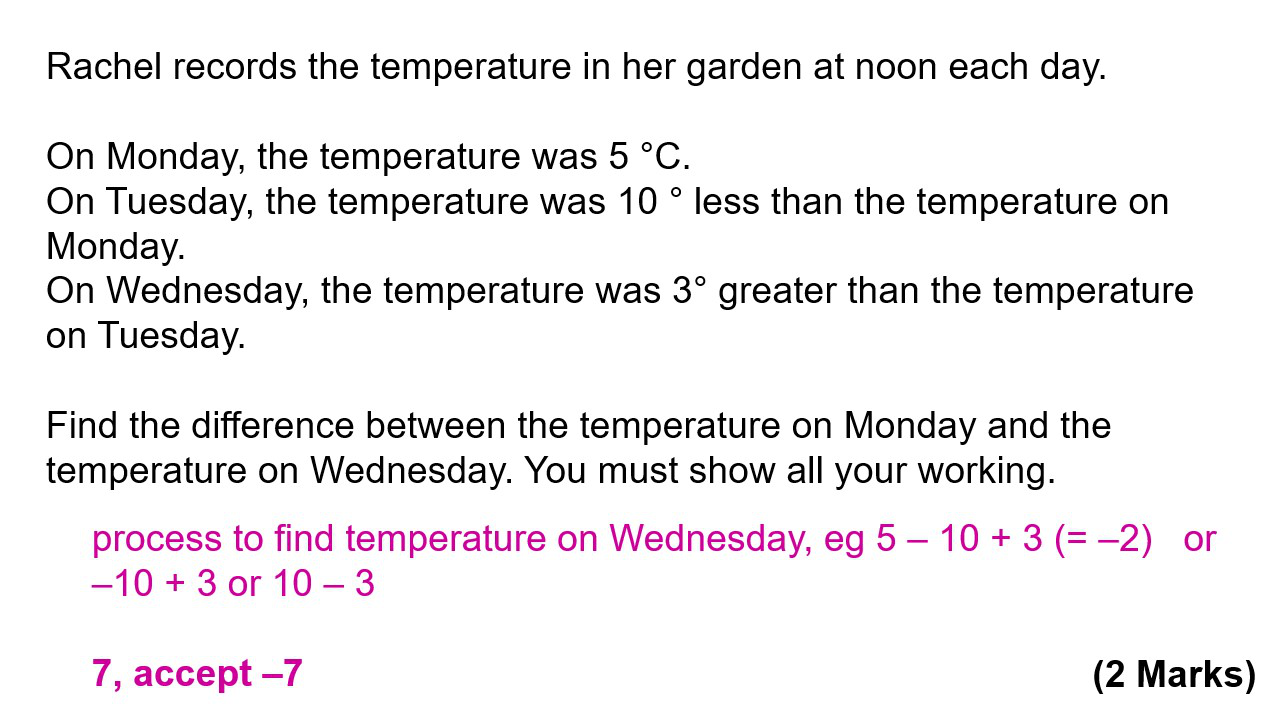 Rachel records the temperature in her garden at noon each day.
On Monday, the temperature was 5 °C.
On Tuesday, the temperature was 10 ° less than the temperature on
Monday.
On Wednesday, the temperature was 3° greater than the temperature
on Tuesday.
Find the difference between the temperature on Monday and the
temperature on Wednesday. You must show all your working.
process to find temperature on Wednesday, eg 5 – 10 + 3 (= –2)   or
–10 + 3 or 10 – 3
7, accept –7
(2 Marks)